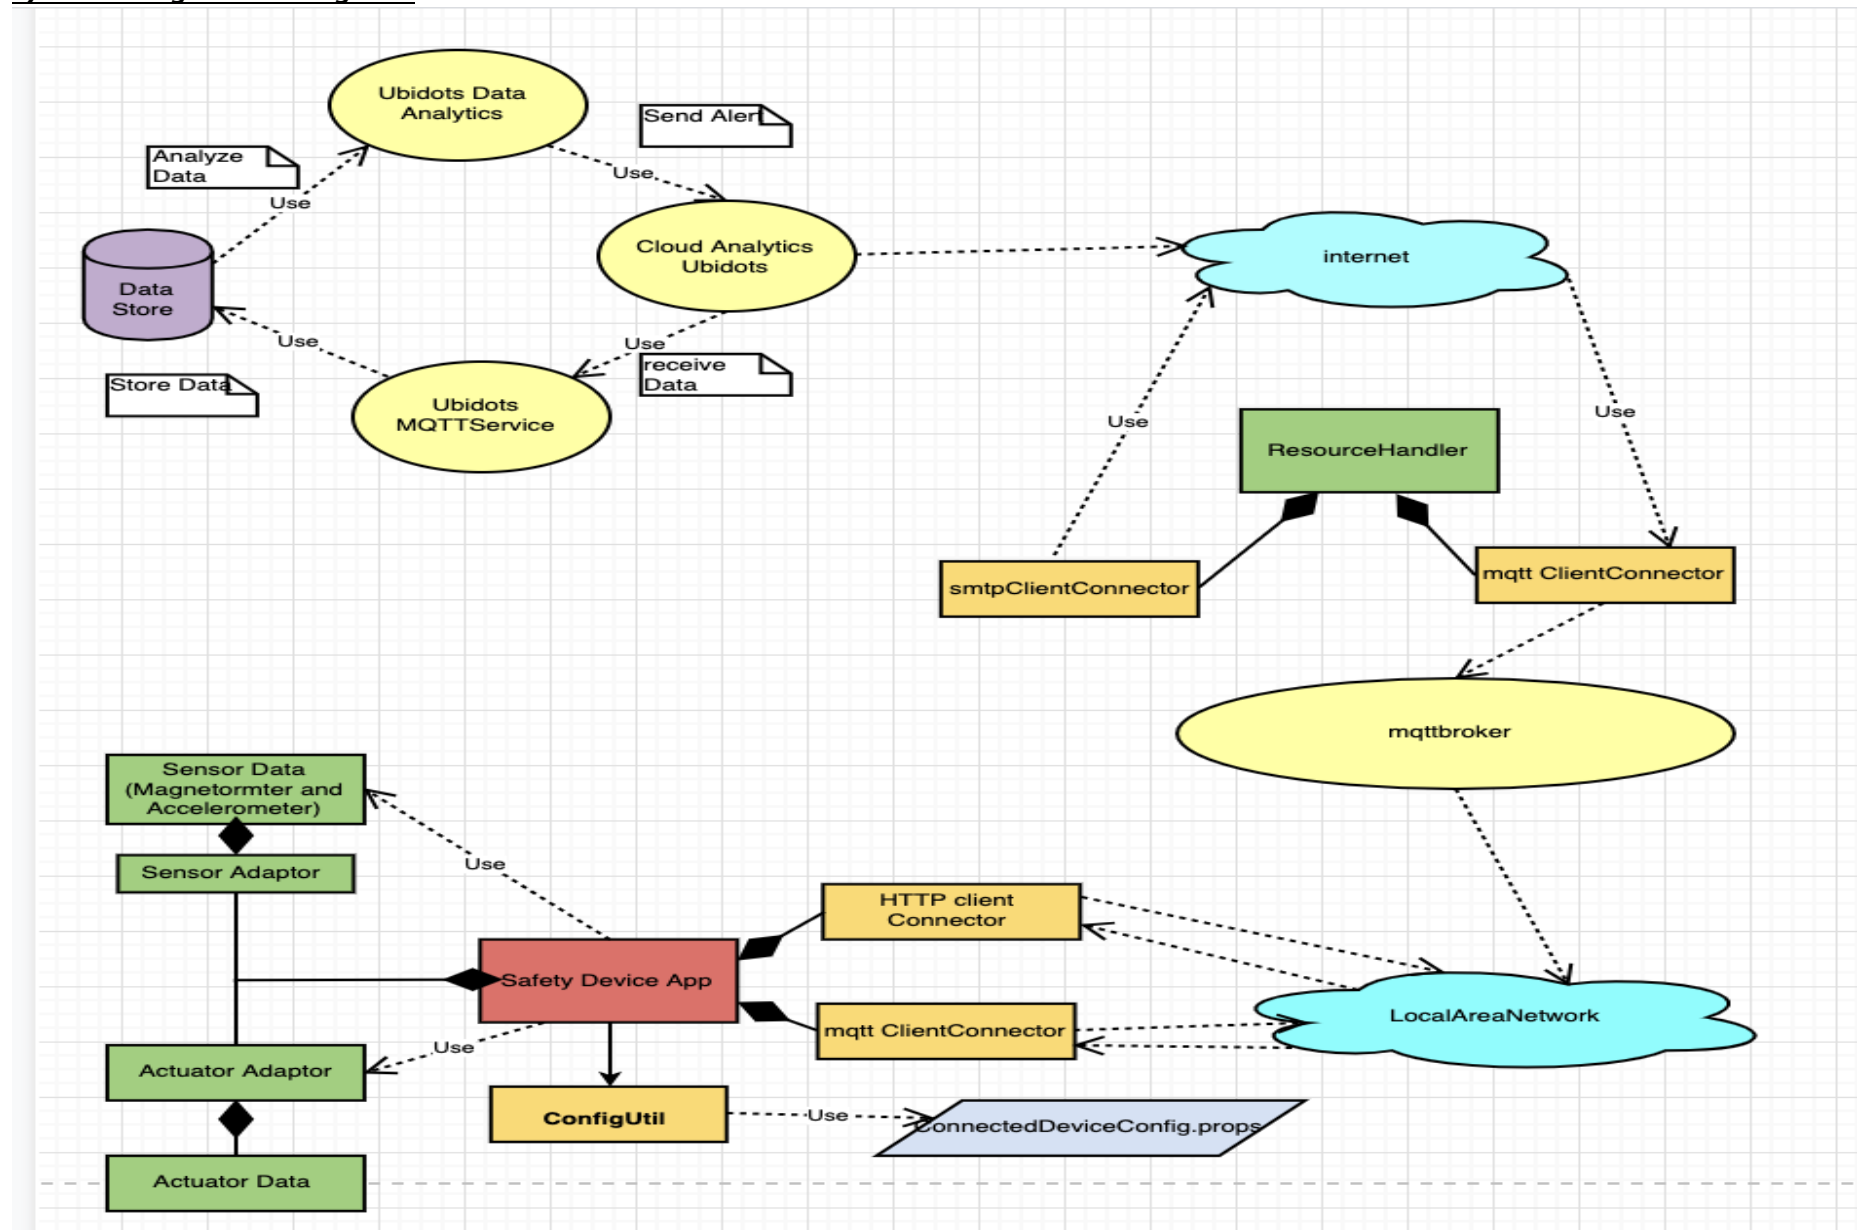 Ubidots Data
Analytics
Send Alert
Analyze
Data
Use
Use
Cloud Analytics
Ubidots
internet
Data
Store
Use
Use
receive
Data
Store Data
Ubidots
MQTTService
Use
Use
ResourceHandler
smtpClientConnector
mqtt ClientConnector
mqttbroker
Sensor Data
(Magnetormter and
Accelerometer)
Use
Sensor Adaptor
HTTP client
Connector
Safety Device App
LocalAreaNetwork
mqtt ClientConnector
Use
Actuator Adaptor
ConfigUtil
Use
ConnectedDeviceConfig.props
Actuator Data